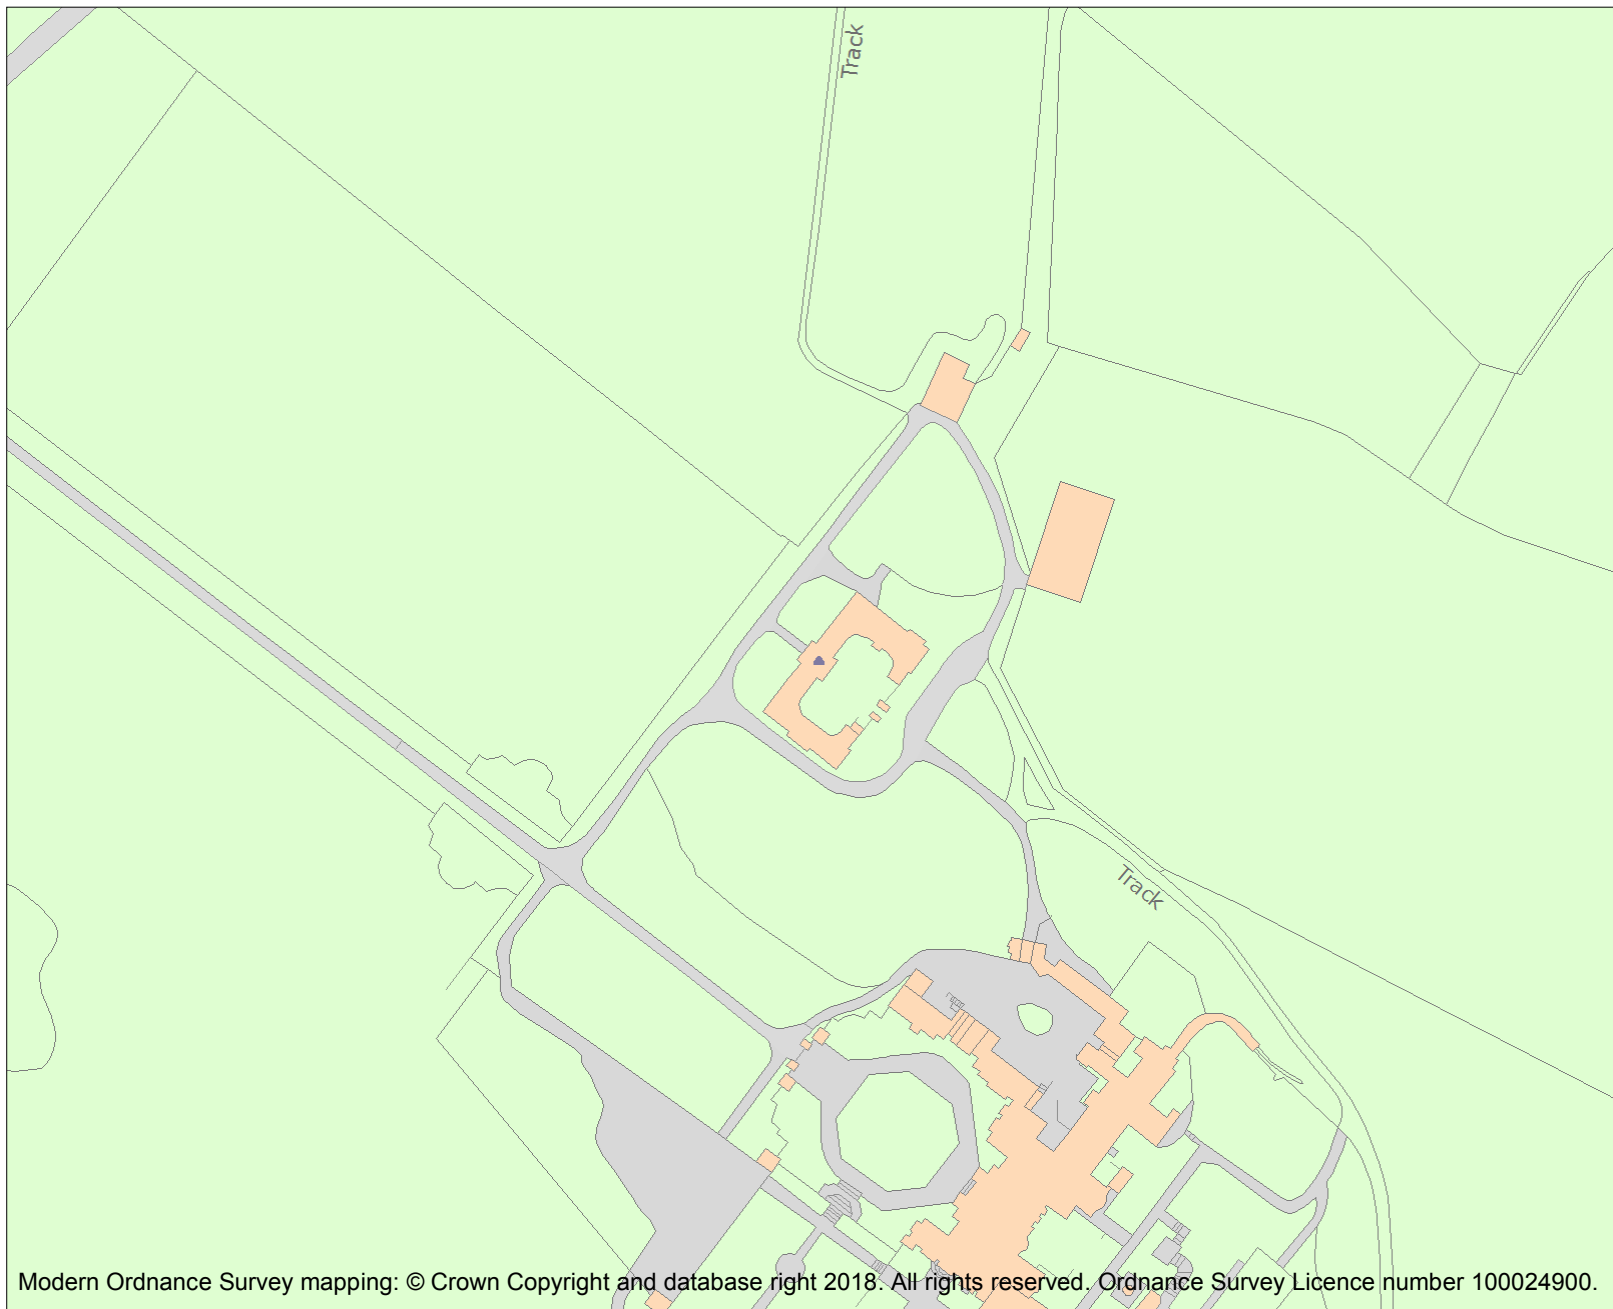 Track
Track
Modern Ordnance Survey mapping: © Crown Copyright and database right 2018. All rights reserved. Ordnance Survey Licence number 100024900.